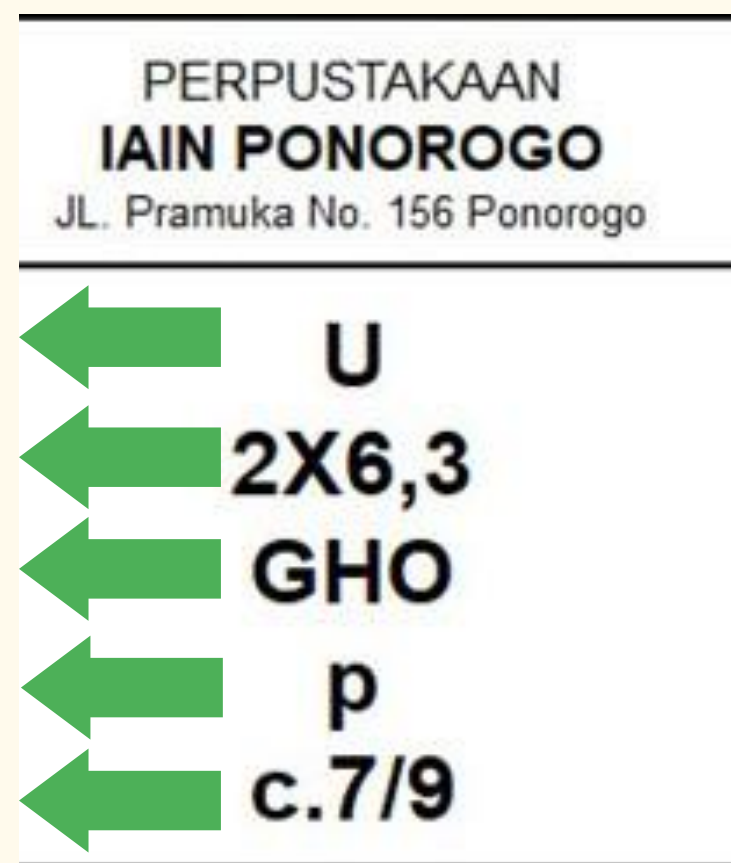 PERPUSTAKAAN
IAIN PONOROGO
JL. Pramuka No. 156 Ponorogo
U
2X6,3
GHO
p
c.7/9